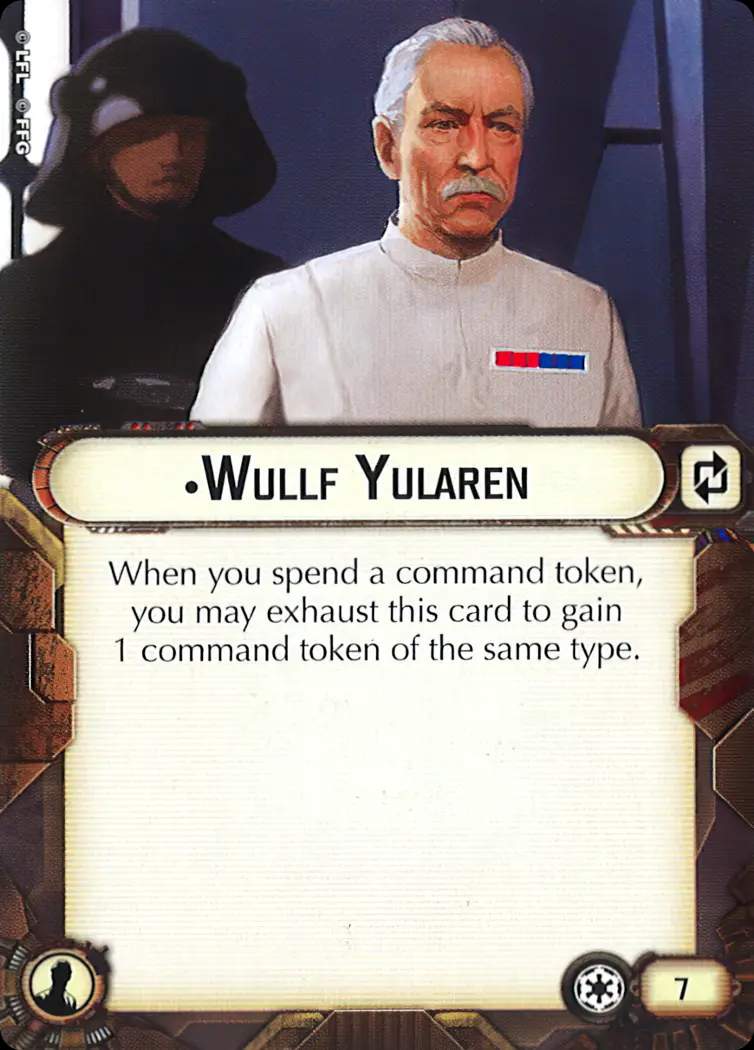 © LFL © FFG
•Wullf Yularen
When you spend a command token,
you may exhaust this card to gain
1 command token of the same type.
7